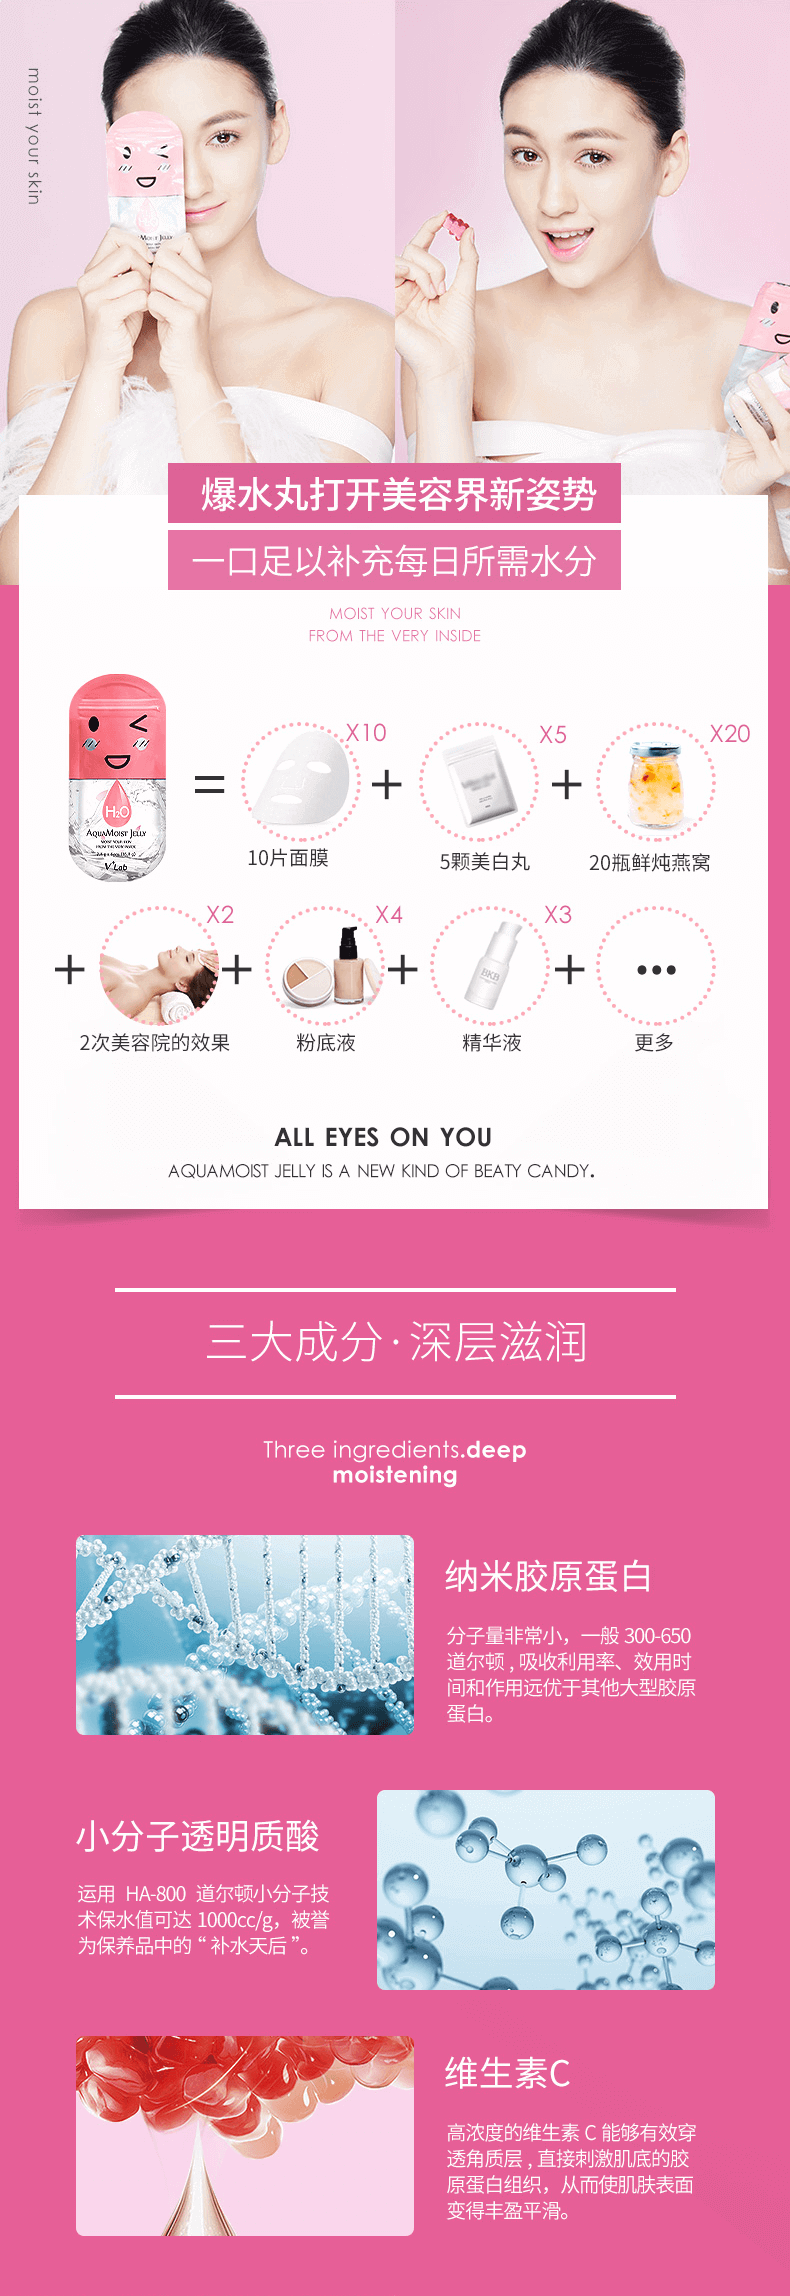 moist your skin
MOIST JELLY
爆水丸打开美容界新姿势
一口足以补充每日所需水分
MOIST YOUR SKIN
FROM THE VERY INSIDE
H2O
AQUAMOIST JELLY
MOIST YOUR SKIN
FROM THE VERY INSIDE
V'Lab
=
X10
+
X5
+
X20
10片面膜
5颗美白丸
20瓶鲜炖燕窝
+
X2
+
X4
+
BKB
X3
+
•••
2次美容院的效果
粉底液
精华液
更多
ALL EYES ON YOU
AQUAMOIST JELLY IS A NEW KIND OF BEATY CANDY.
三大成分·深层滋润
Three ingredients.deep
moistening
纳米胶原蛋白
分子量非常小，一般 300-650
道尔顿 , 吸收利用率、效用时
间和作用远优于其他大型胶原
蛋白。
小分子透明质酸
运用 HA-800 道尔顿小分子技
术保水值可达 1000cc/g，被誉
为保养品中的 “ 补水天后 ”。
维生素C
高浓度的维生素 C 能够有效穿
透角质层 , 直接刺激肌底的胶
原蛋白组织，从而使肌肤表面
变得丰盈平滑。